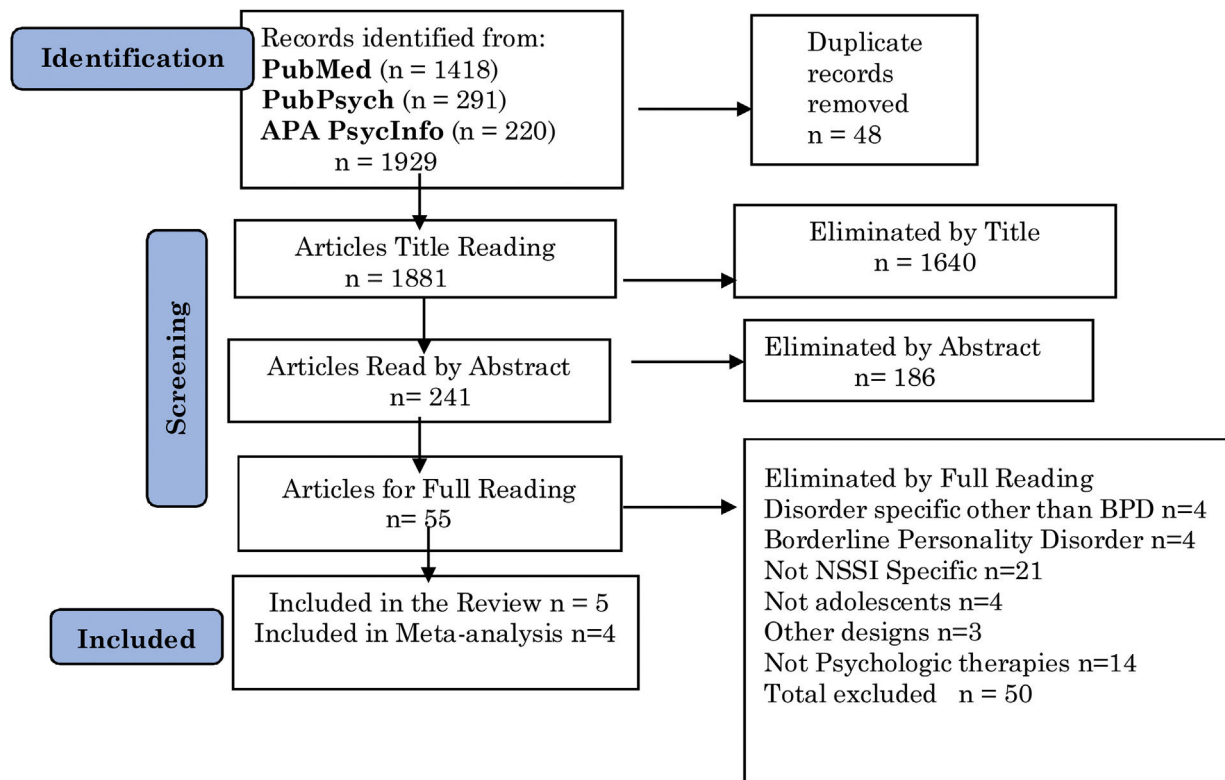 Identification
Records identified from:
PubMed (n = 1418)
PubPsych (n = 291)
APA PsycInfo (n = 220)
n = 1929
Duplicate
records
removed
n = 48
Screening
Articles Title Reading
n = 1881
Eliminated by Title
n = 1640
Articles Read by Abstract
n= 241
Eliminated by Abstract
n= 186
Articles for Full Reading
n= 55
Eliminated by Full Reading
Disorder specific other than BPD n=4
Borderline Personality Disorder n=4
Not NSSI Specific n=21
Not adolescents n=4
Other designs n=3
Not Psychologic therapies n=14
Total excluded n = 50
Included
Included in the Review n = 5
Included in Meta-analysis n=4